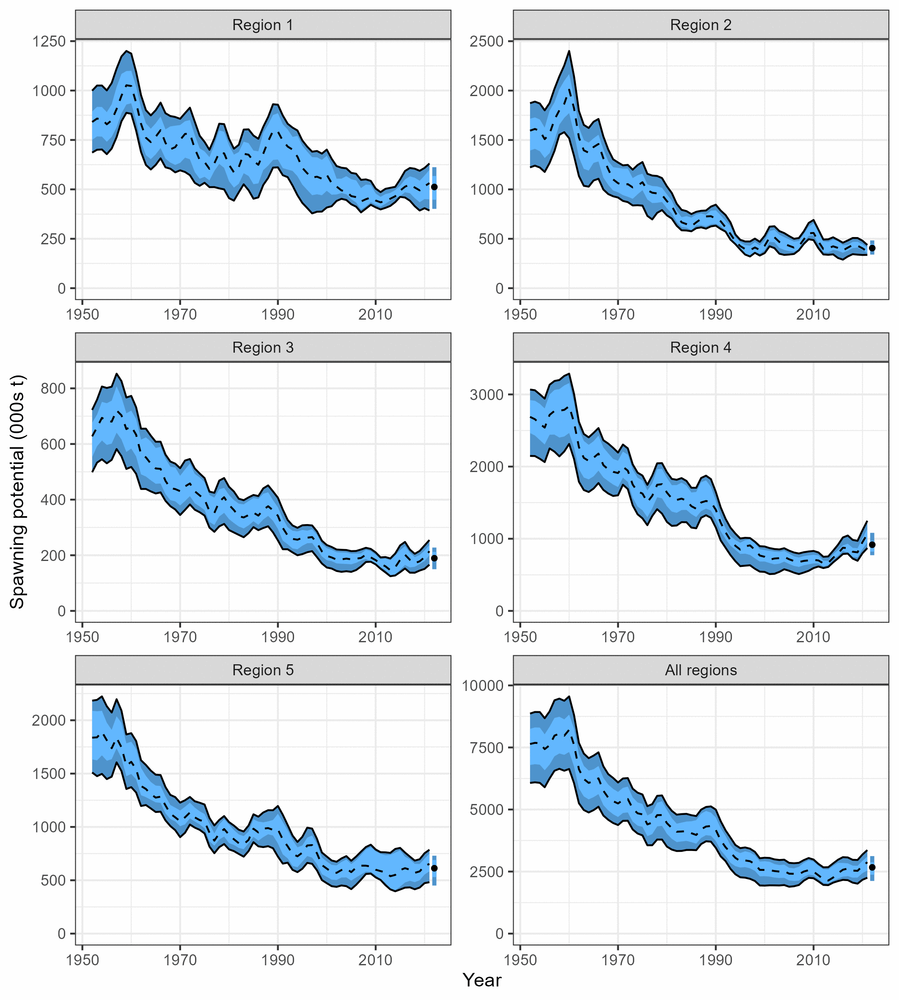 Region 1
Region 2
1250
1000
750
500
250
0
2500
2000
1500
1000
500
0
1950 1970 1990 2010
1950 1970 1990 2010
Region 3
Region 4
Spawning potential (000s t)
800
600
400
200
0
3000
2000
1000
0
1950 1970 1990 2010
1950 1970 1990 2010
Region 5
All regions
2000
1500
1000
500
0
10000
7500
5000
2500
0
1950 1970 1990 2010
1950 1970 1990 2010
Year